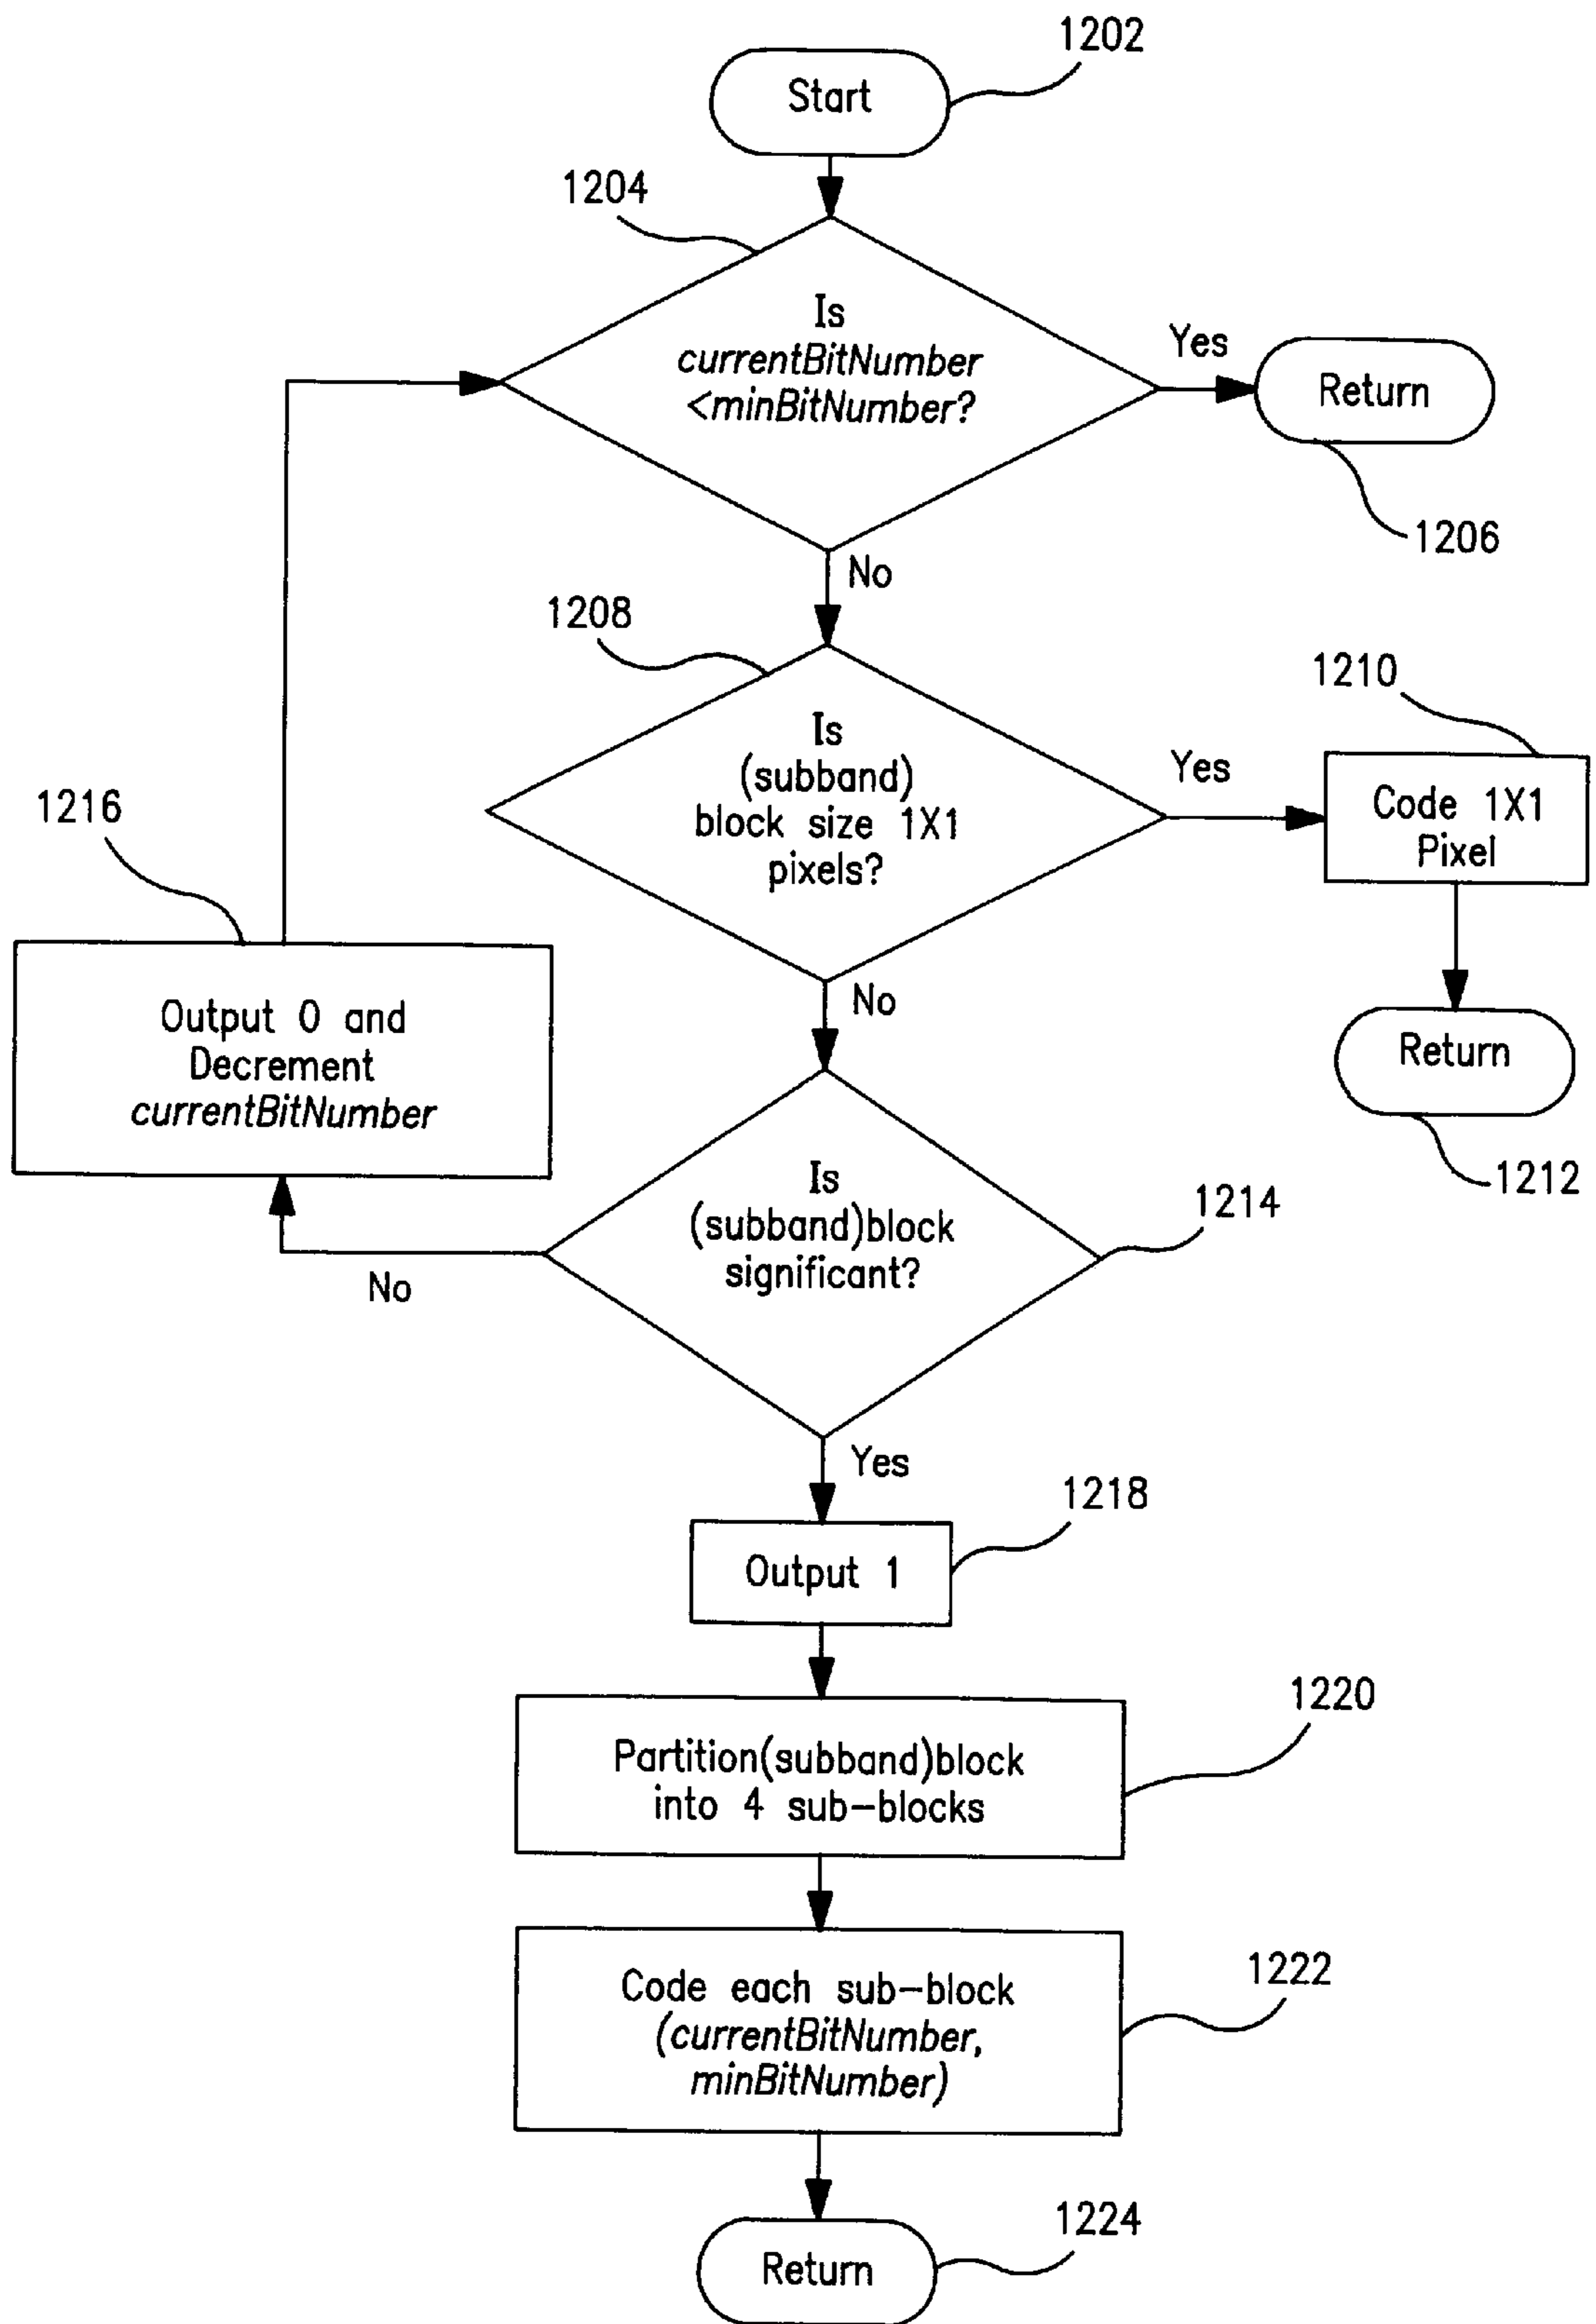 1202
Start
1204
Is
currentBitNumber
<minBitNumber?
Yes
Return
1206
No
1208
Is
(subband)
block size 1X1
pixels?
Yes
1210
Code 1X1
Pixel
1216
Output 0 and
Decrement
currentBitNumber
No
Return
1212
Is
(subband)block
significant?
1214
No
Yes
1218
Output 1
1220
Partition(subband)block
into 4 sub-blocks
1222
Code each sub-block
(currentBitNumber,
minBitNumber)
1224
Return